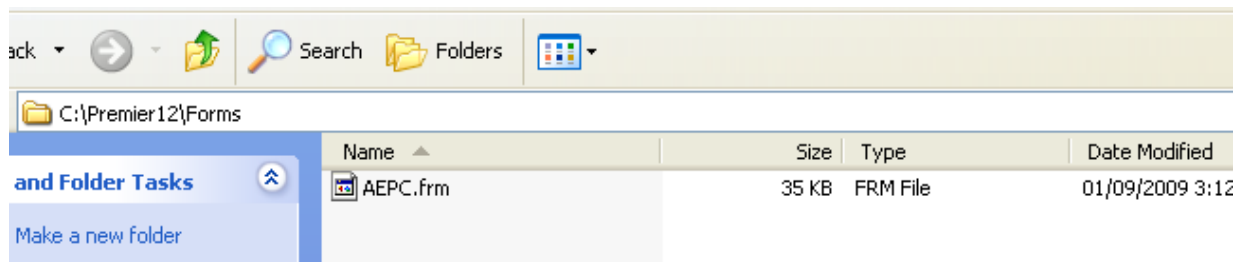 ack Search Folders
C:\Premier12\Forms
Name Size Type Date Modified
and Folder Tasks AEPC.frm 35 KB FRM File 01/09/2009 3:12
Make a new folder